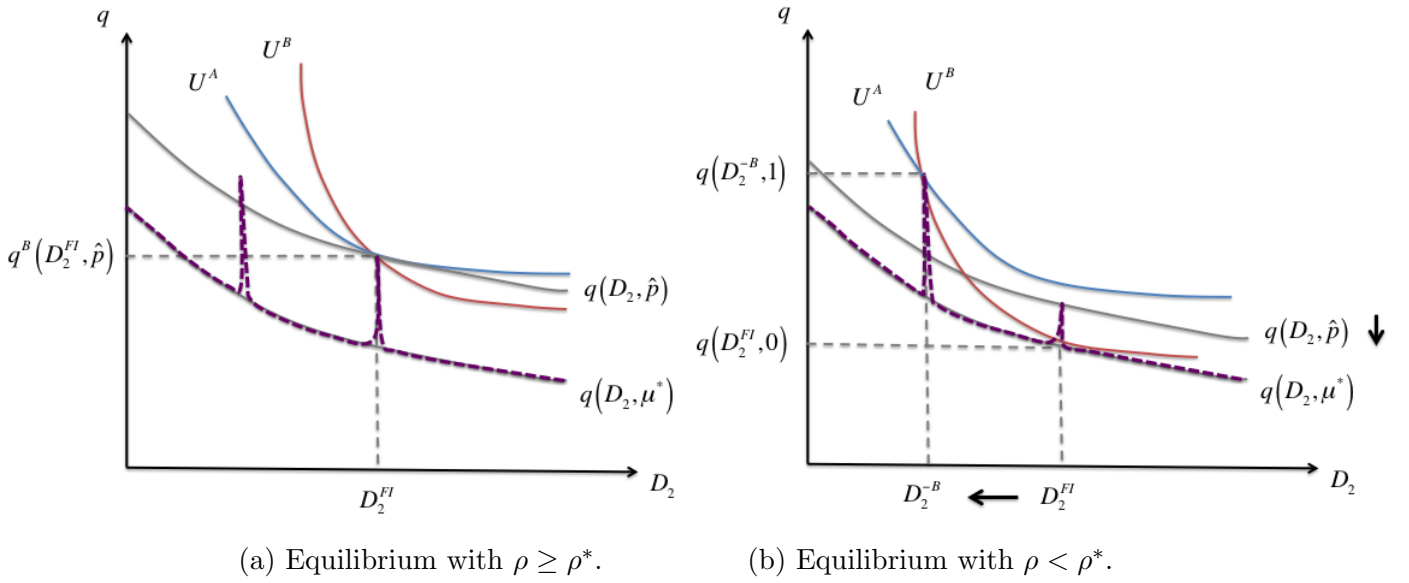 q
U^B
U^A
q^B(D_2^{FI}, p̂)
q(D_2, p̂)
q(D_2, μ*)
D_2^{FI}
D_2
(a) Equilibrium with ρ ≥ ρ*.
q
U^A
U^B
q(D_2^{-B}, 1)
q(D_2^{FI}, 0)
q(D_2, p̂)
q(D_2, μ*)
D_2^{-B}
D_2^{FI}
D_2
(b) Equilibrium with ρ < ρ*.